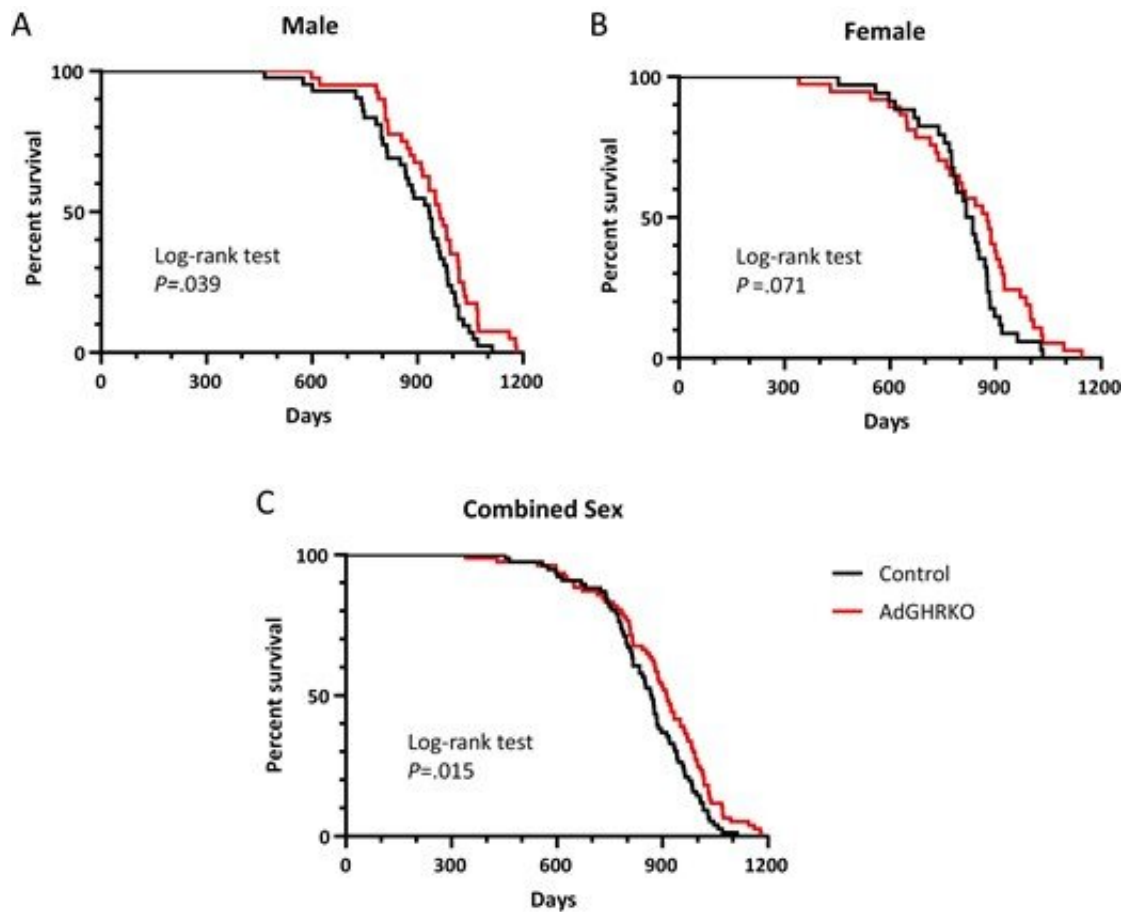 A
Male
Percent survival
100
50
0
Log-rank test
P=.039
0 300 600 900 1200
Days
B
Female
Percent survival
100
50
0
Log-rank test
P=.071
0 300 600 900 1200
Days
C
Combined Sex
Percent survival
100
50
0
Log-rank test
P=.015
0 300 600 900 1200
Days
Control
AdGHRKO